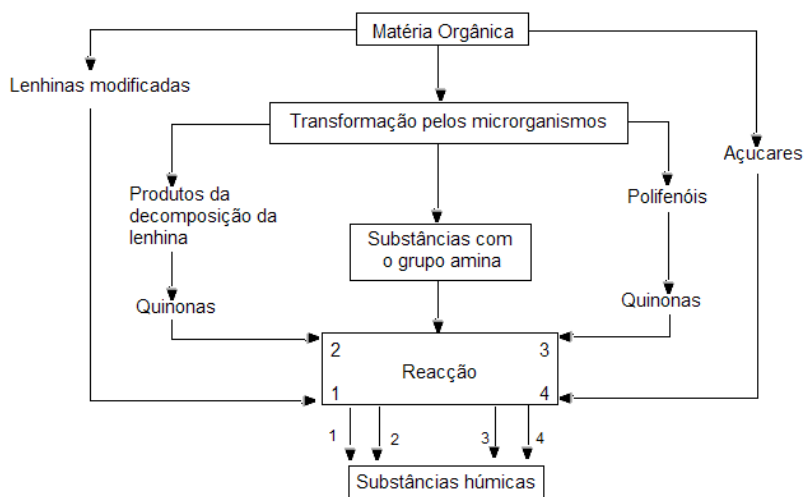 Matéria Orgânica
Lenhinas modificadas
Transformação pelos microrganismos
Açucares
Produtos da
decomposição da
lenhina
Polifenóis
Substâncias com
o grupo amina
Quinonas
Quinonas
2
3
Reacção
1
4
1
2
3
4
Substâncias húmicas